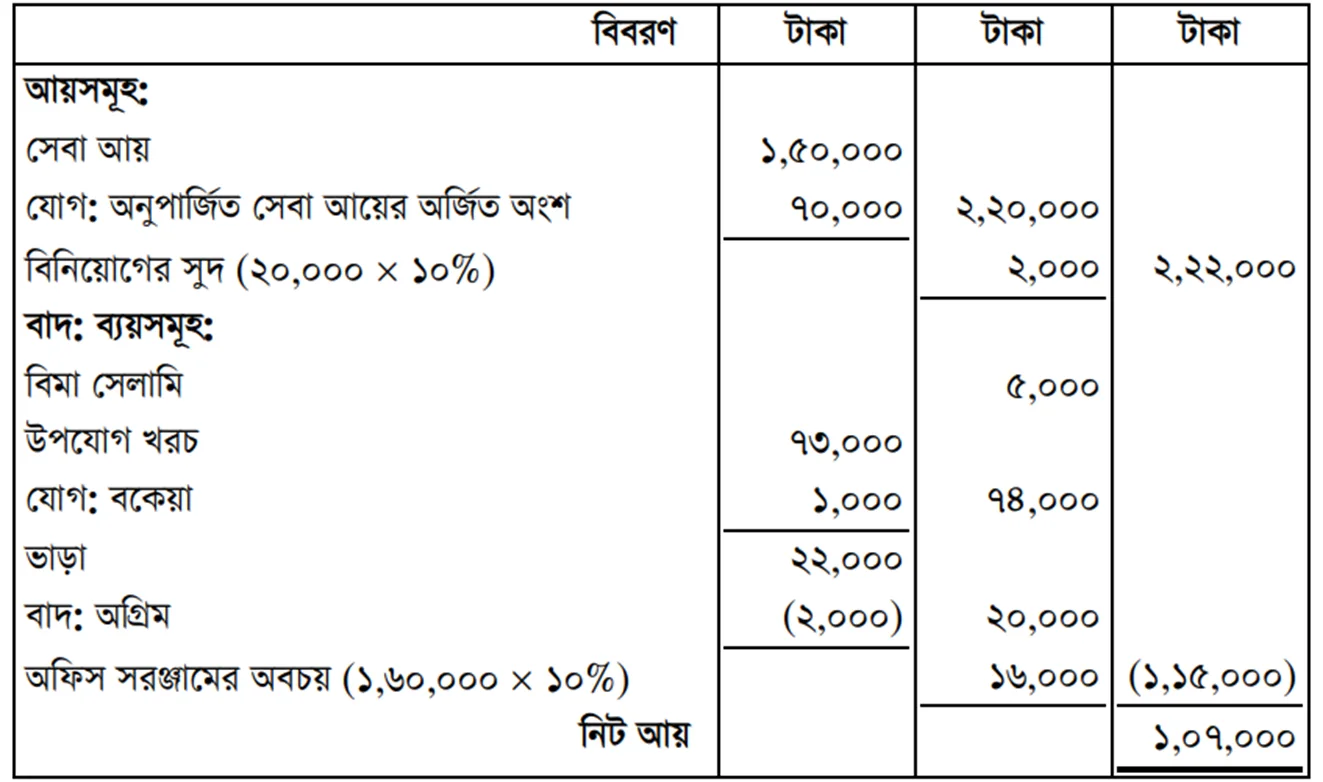 বিবরণ টাকা টাকা টাকা
আয়সমূহ:
সেবা আয় ১,৫০,০০০
যোগ: অনুপার্জিত সেবা আয়ের অর্জিত অংশ ৭০,০০০ ২,২০,০০০
বিনিয়োগের সুদ (২০,০০০ × ১০%) ২,০০০ ২,২২,০০০
বাদ: ব্যয়সমূহ:
বিমা সেলামি ৫,০০০
উপযোগ খরচ ৭৩,০০০
যোগ: বকেয়া ১,০০০ ৭৪,০০০
ভাড়া ২২,০০০
বাদ: অগ্রিম (২,০০০) ২০,০০০
অফিস সরঞ্জামের অবচয় (১,৬০,০০০ × ১০%) ১৬,০০০ (১,১৫,০০০)
নিট আয় ১,০৭,০০০